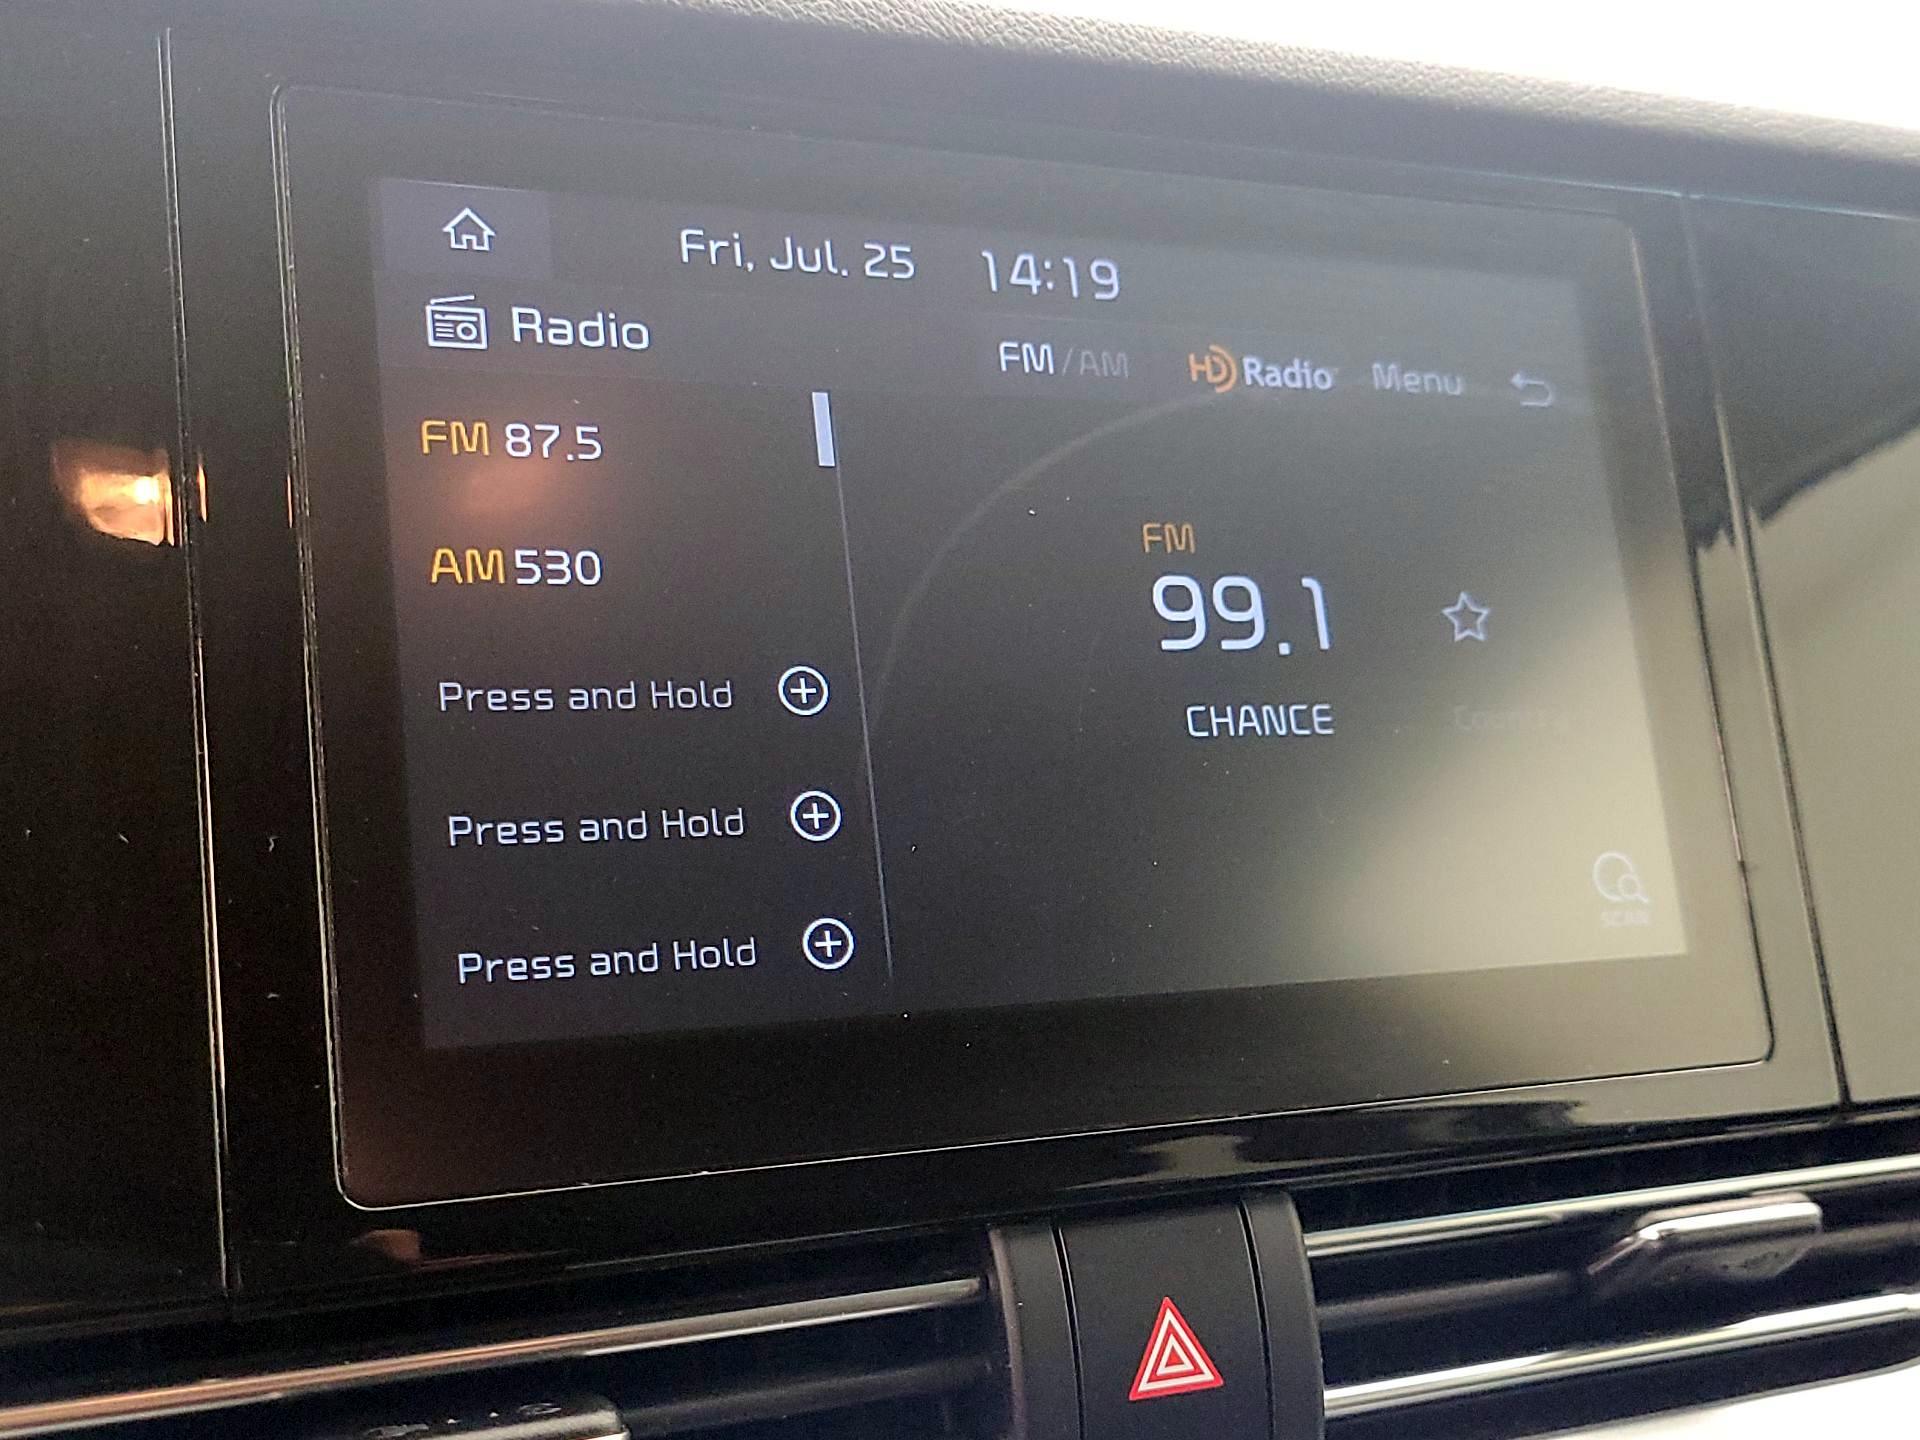 Fri, Jul. 25 14:19
Radio
FM/AM HD Radio Menu
FM 87.5
AM 530
Press and Hold
Press and Hold
Press and Hold
FM
99.1
CHANCE
SCAN